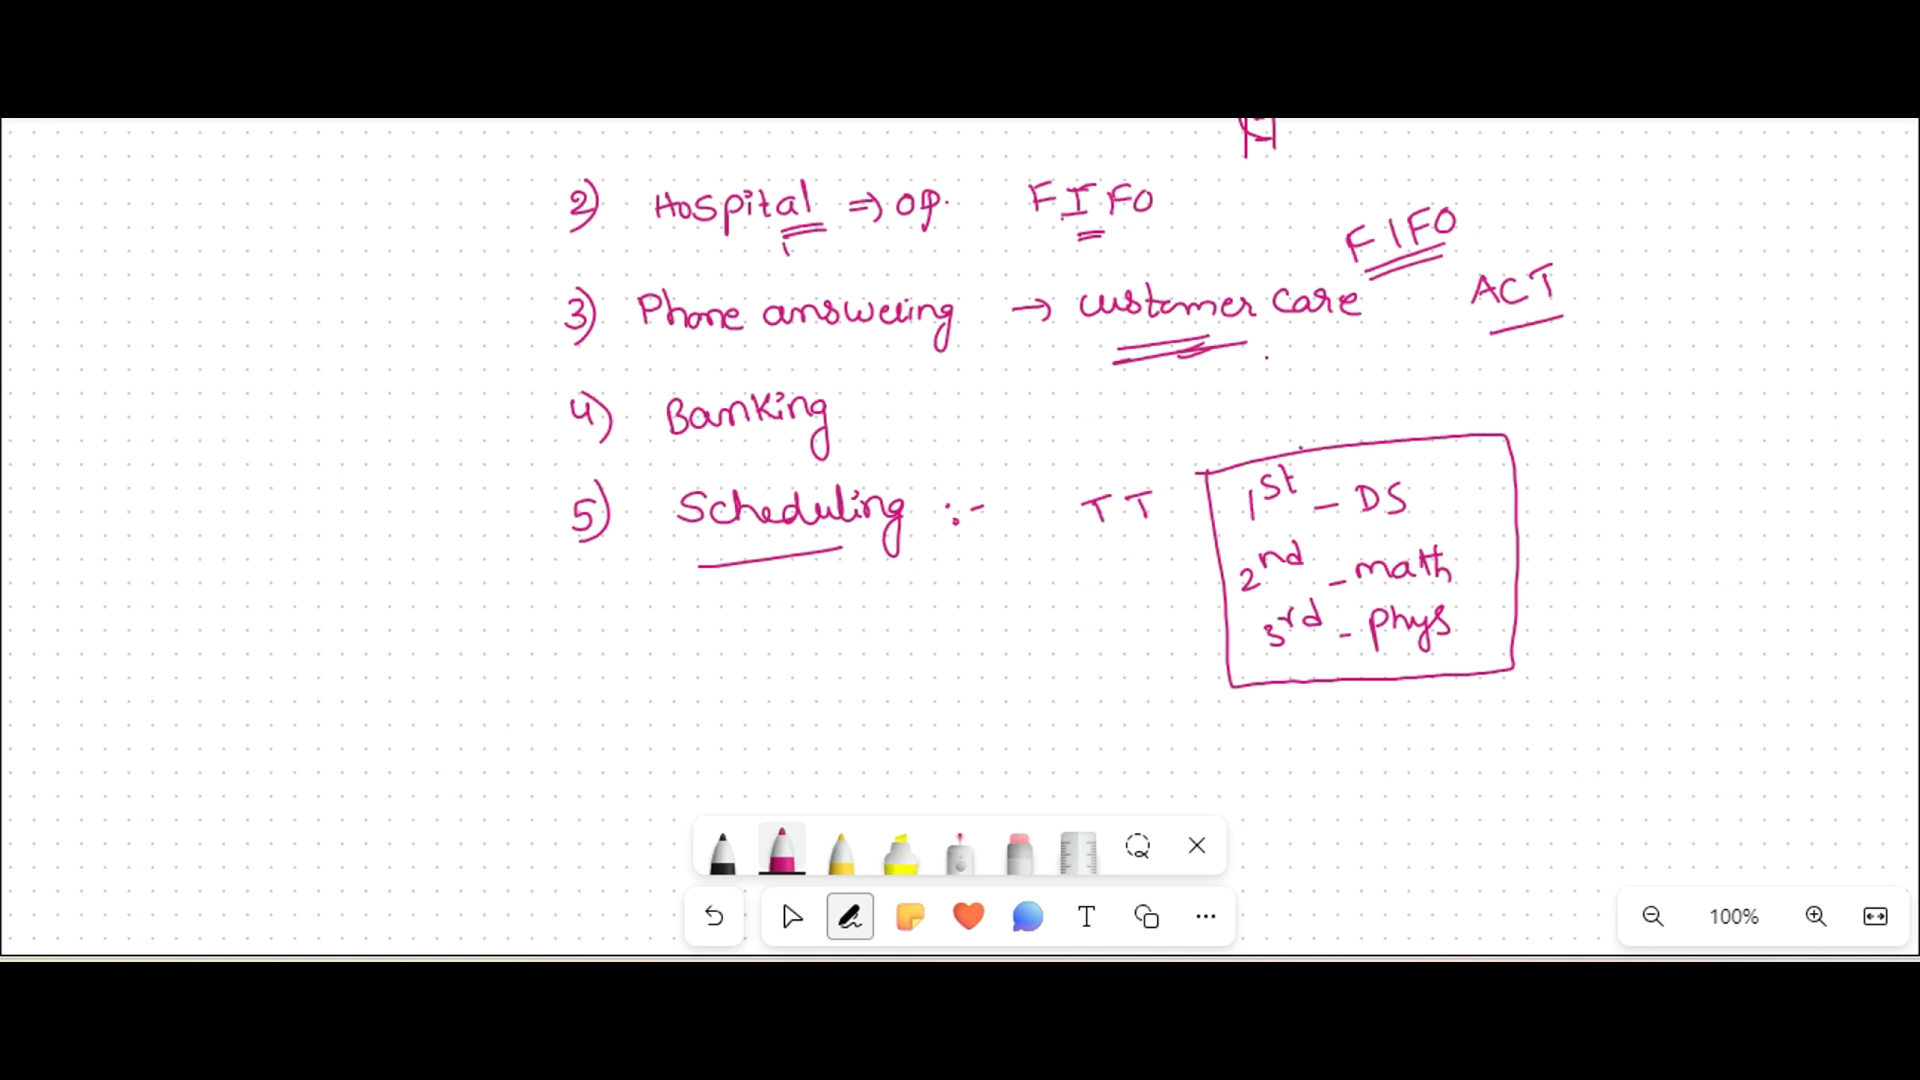 2) Hospital => op. FIFO
FIFO
3) Phone answering → customer care ACT
4) Banking
5) Scheduling :- TT
1st - DS
2nd - math
3rd - phys
T
100%